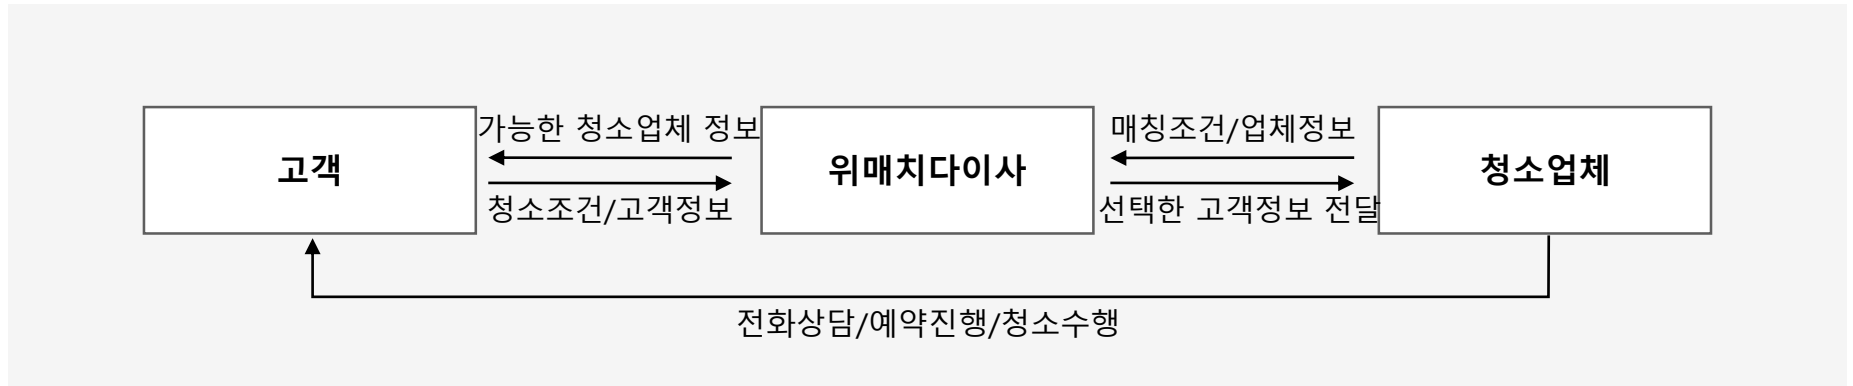 가능한 청소업체 정보
매칭조건/업체정보
고객
위매치다이사
청소업체
청소조건/고객정보
선택한 고객정보 전달
전화상담/예약진행/청소수행